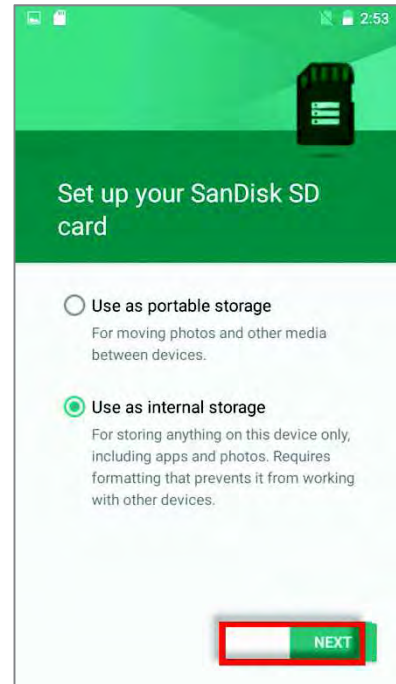 2:53
Set up your SanDisk SD
card
Use as portable storage
For moving photos and other media
between devices.
Use as internal storage
For storing anything on this device only,
including apps and photos. Requires
formatting that prevents it from working
with other devices.
NEXT